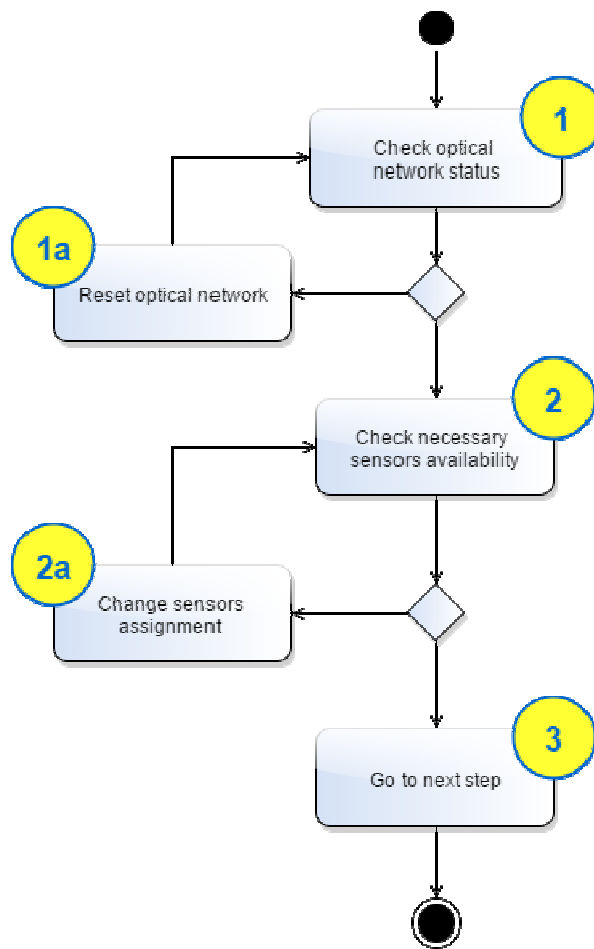 1
Check optical
network status
1a
Reset optical network
2
Check necessary
sensors availability
2a
Change sensors
assignment
3
Go to next step